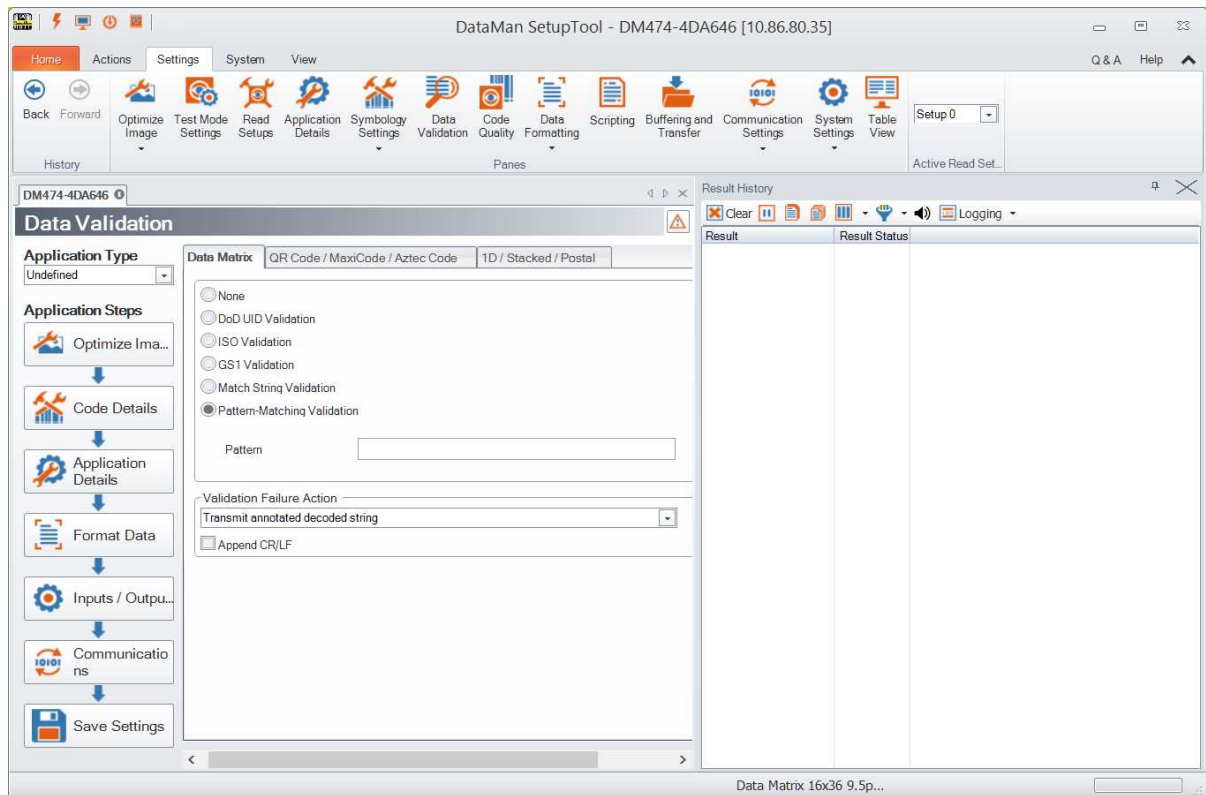 DataMan SetupTool - DM474-4DA646 [10.86.80.35]
Home Actions Settings System View Q & A Help
Back Forward
Optimize Image
Test Mode Settings
Read Setups
Application Details
Symbology Settings
Data Validation
Code Quality
Data Formatting
Scripting
Buffering and Transfer
Communication Settings
System Settings
Table View
Setup 0
History Panes Active Read Set...
DM474-4DA646
Data Validation
Application Type
Undefined
Application Steps
Optimize Ima...
Code Details
Application
Details
Format Data
Inputs / Outpu...
Communicatio
ns
Save Settings
Data Matrix QR Code / MaxiCode / Aztec Code 1D / Stacked / Postal
None
DoD UID Validation
ISO Validation
GS1 Validation
Match String Validation
Pattern-Matching Validation
Pattern
Validation Failure Action
Transmit annotated decoded string
Append CR/LF
Result History
Clear Logging
Result Result Status
Data Matrix 16x36 9.5p...